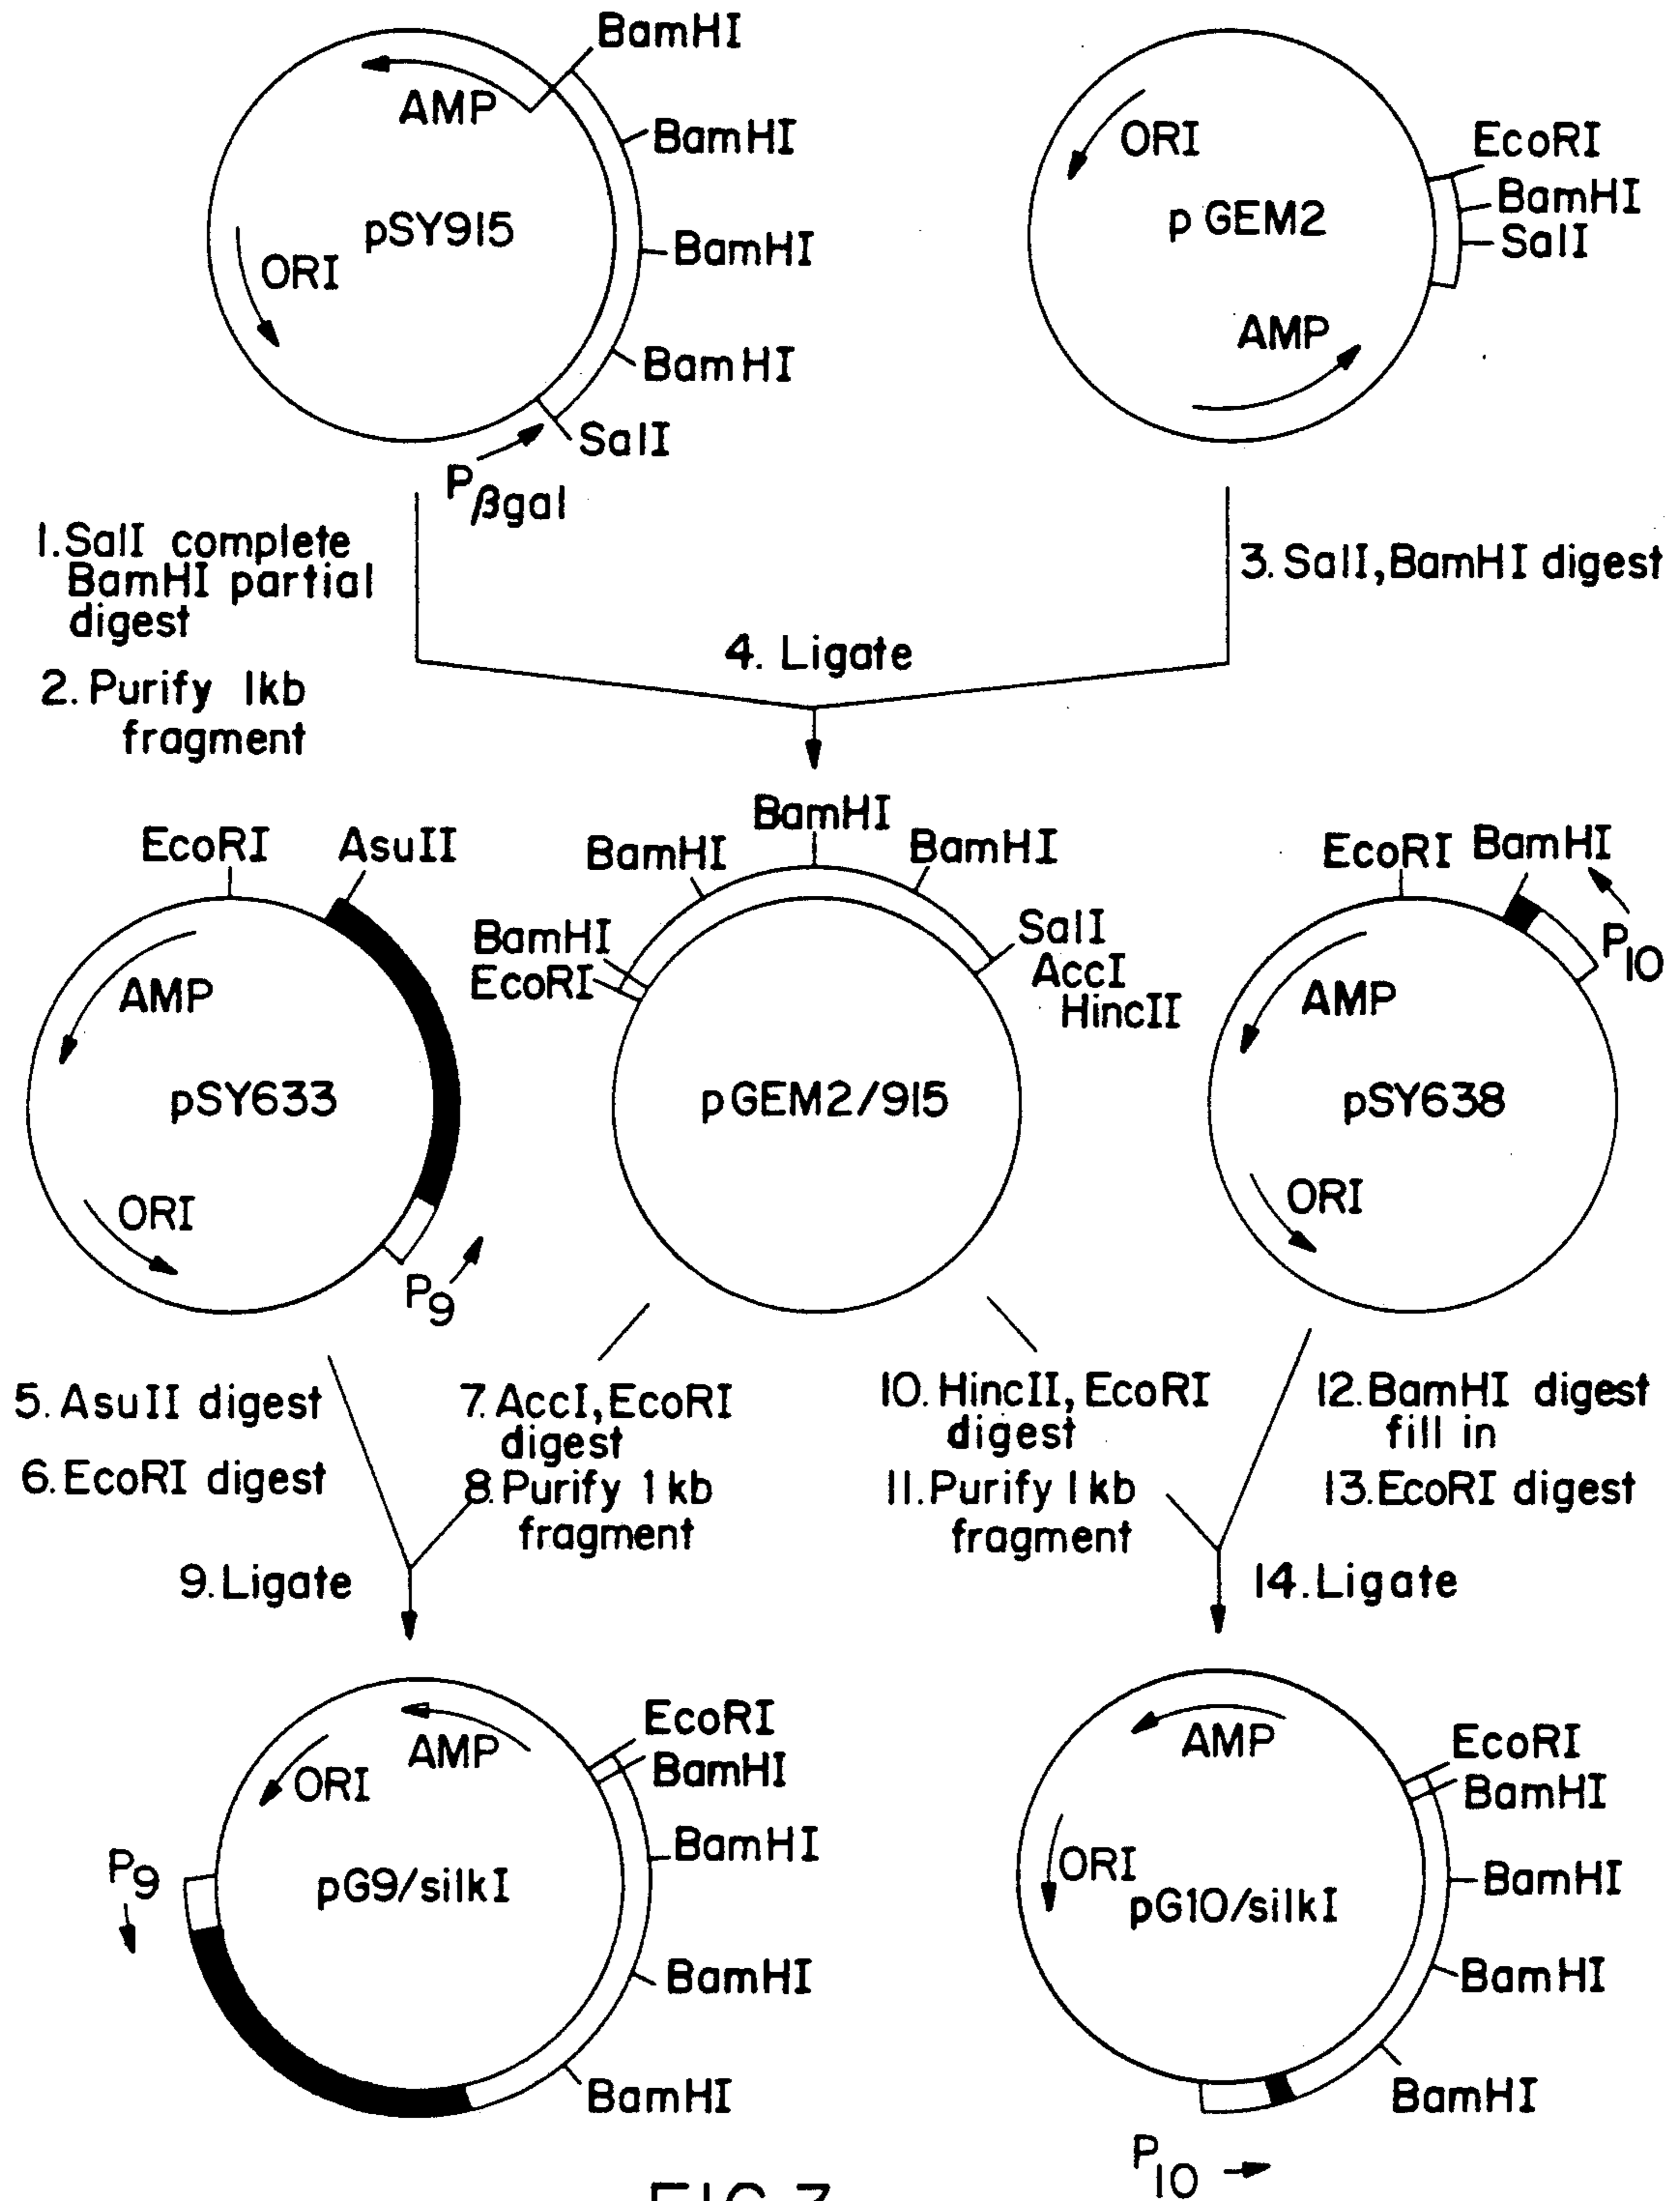 BamHI
AMP
BamHI
pSY915
BamHI
ORI
BamHI
SalI
Pβgal
ORI
EcoRI
pGEM2
BamHI
SalI
AMP
1.SalI complete
BamHI partial
digest
2. Purify 1kb
fragment
3. SalI,BamHI digest
4. Ligate
EcoRI
AsuII
AMP
pSY633
ORI
P9
BamHI
BamHI
BamHI
BamHI
EcoRI
SalI
AccI
HincII
pGEM2/915
EcoRI
BamHI
P10
AMP
pSY638
ORI
5. AsuII digest
6. EcoRI digest
7. AccI, EcoRI
digest
8. Purify 1kb
fragment
9. Ligate
10. HincII, EcoRI
digest
11. Purify 1kb
fragment
12. BamHI digest
fill in
13. EcoRI digest
14. Ligate
AMP
EcoRI
BamHI
ORI
BamHI
P9
pG9/silkI
BamHI
BamHI
AMP
EcoRI
BamHI
ORI
BamHI
pG10/silkI
BamHI
BamHI
P10